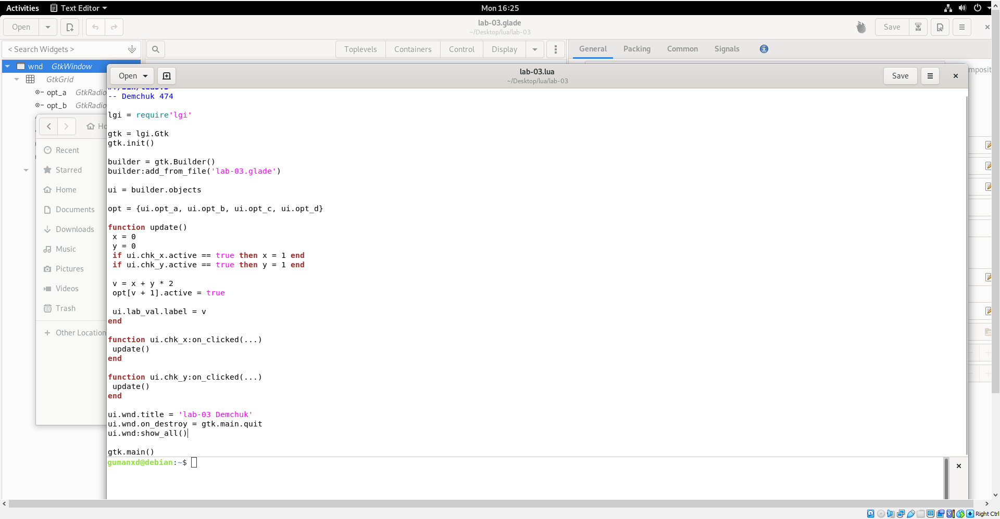 Activities Text Editor Mon 16:25
Open lab-03.glade Save
~/Desktop/lua/lab-03
< Search Widgets > Toplevels Containers Control Display General Packing Common Signals
wnd GtkWindow
GtkGrid
opt_a GtkRadio
opt_b GtkRadio
Recent
Starred
Home
Documents
Downloads
Music
Pictures
Videos
Trash
Other Location
Open lab-03.lua Save
~/Desktop/lua/lab-03
-- Demchuk 474
lgi = require'lgi'
gtk = lgi.Gtk
gtk.init()
builder = gtk.Builder()
builder:add_from_file('lab-03.glade')
ui = builder.objects
opt = {ui.opt_a, ui.opt_b, ui.opt_c, ui.opt_d}
function update()
x = 0
y = 0
if ui.chk_x.active == true then x = 1 end
if ui.chk_y.active == true then y = 1 end
v = x + y * 2
opt[v + 1].active = true
ui.lab_val.label = v
end
function ui.chk_x:on_clicked(...)
update()
end
function ui.chk_y:on_clicked(...)
update()
end
ui.wnd.title = 'lab-03 Demchuk'
ui.wnd.on_destroy = gtk.main.quit
ui.wnd:show_all()
gtk.main()
gumanxd@debian:~$
Right Ctrl